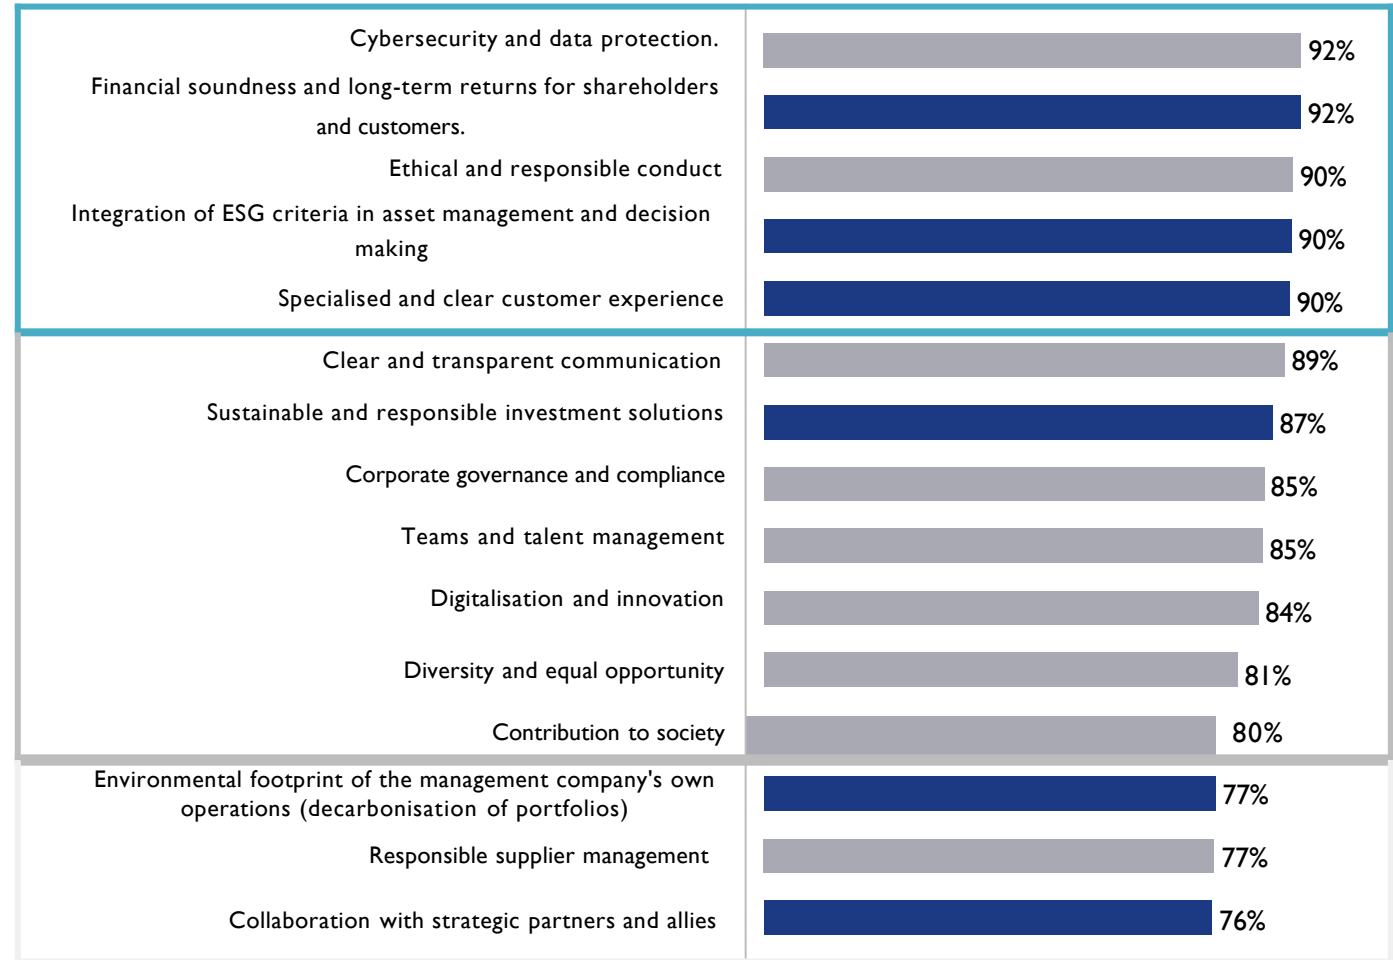 Cybersecurity and data protection.
92%
Financial soundness and long-term returns for shareholders
and customers.
92%
Ethical and responsible conduct
90%
Integration of ESG criteria in asset management and decision
making
90%
Specialised and clear customer experience
90%
Clear and transparent communication
89%
Sustainable and responsible investment solutions
87%
Corporate governance and compliance
85%
Teams and talent management
85%
Digitalisation and innovation
84%
Diversity and equal opportunity
81%
Contribution to society
80%
Environmental footprint of the management company's own
operations (decarbonisation of portfolios)
77%
Responsible supplier management
77%
Collaboration with strategic partners and allies
76%